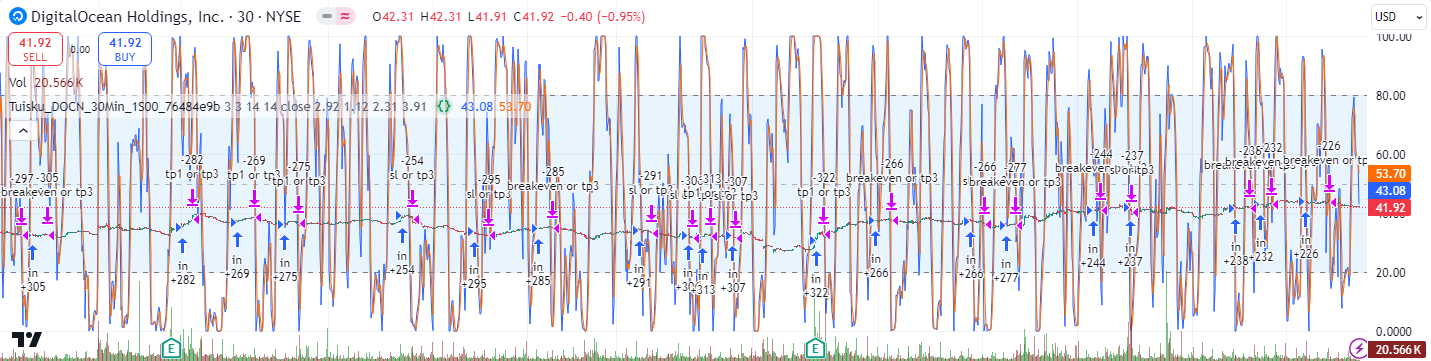 DigitalOcean Holdings, Inc. · 30 · NYSE
O42.31 H42.31 L41.91 C41.92 −0.40 (−0.95%)
USD
41.92
SELL
0.00
41.92
BUY
Vol 20.566 K
Tuisku_DOCN_30Min_1S00_76484e9b 3 3 14 14 close 2.92 1.12 2.31 3.91 43.08 53.70
100.00
80.00
60.00
53.70
43.08
41.92
20.00
0.0000
20.566 K
-297
-305
breakeven or tp3
in
+305
-282
tp1 or tp3
in
+282
-269
in
+269
-275
tp1 or tp3
in
+275
-254
sl or tp3
in
+254
-295
sl or tp3
in
+295
-285
breakeven or tp3
in
+285
-291
sl or tp3
in
+291
-313
in
+313
-307
in
+307
-322
tp1 or tp3
in
+322
-266
breakeven or tp3
in
+266
-266
in
+266
-277
breakeven or tp3
in
+277
-244
in
+244
-237
sl or tp3
in
+237
-238
in
+238
-232
in
+232
-226
in
+226
E
E